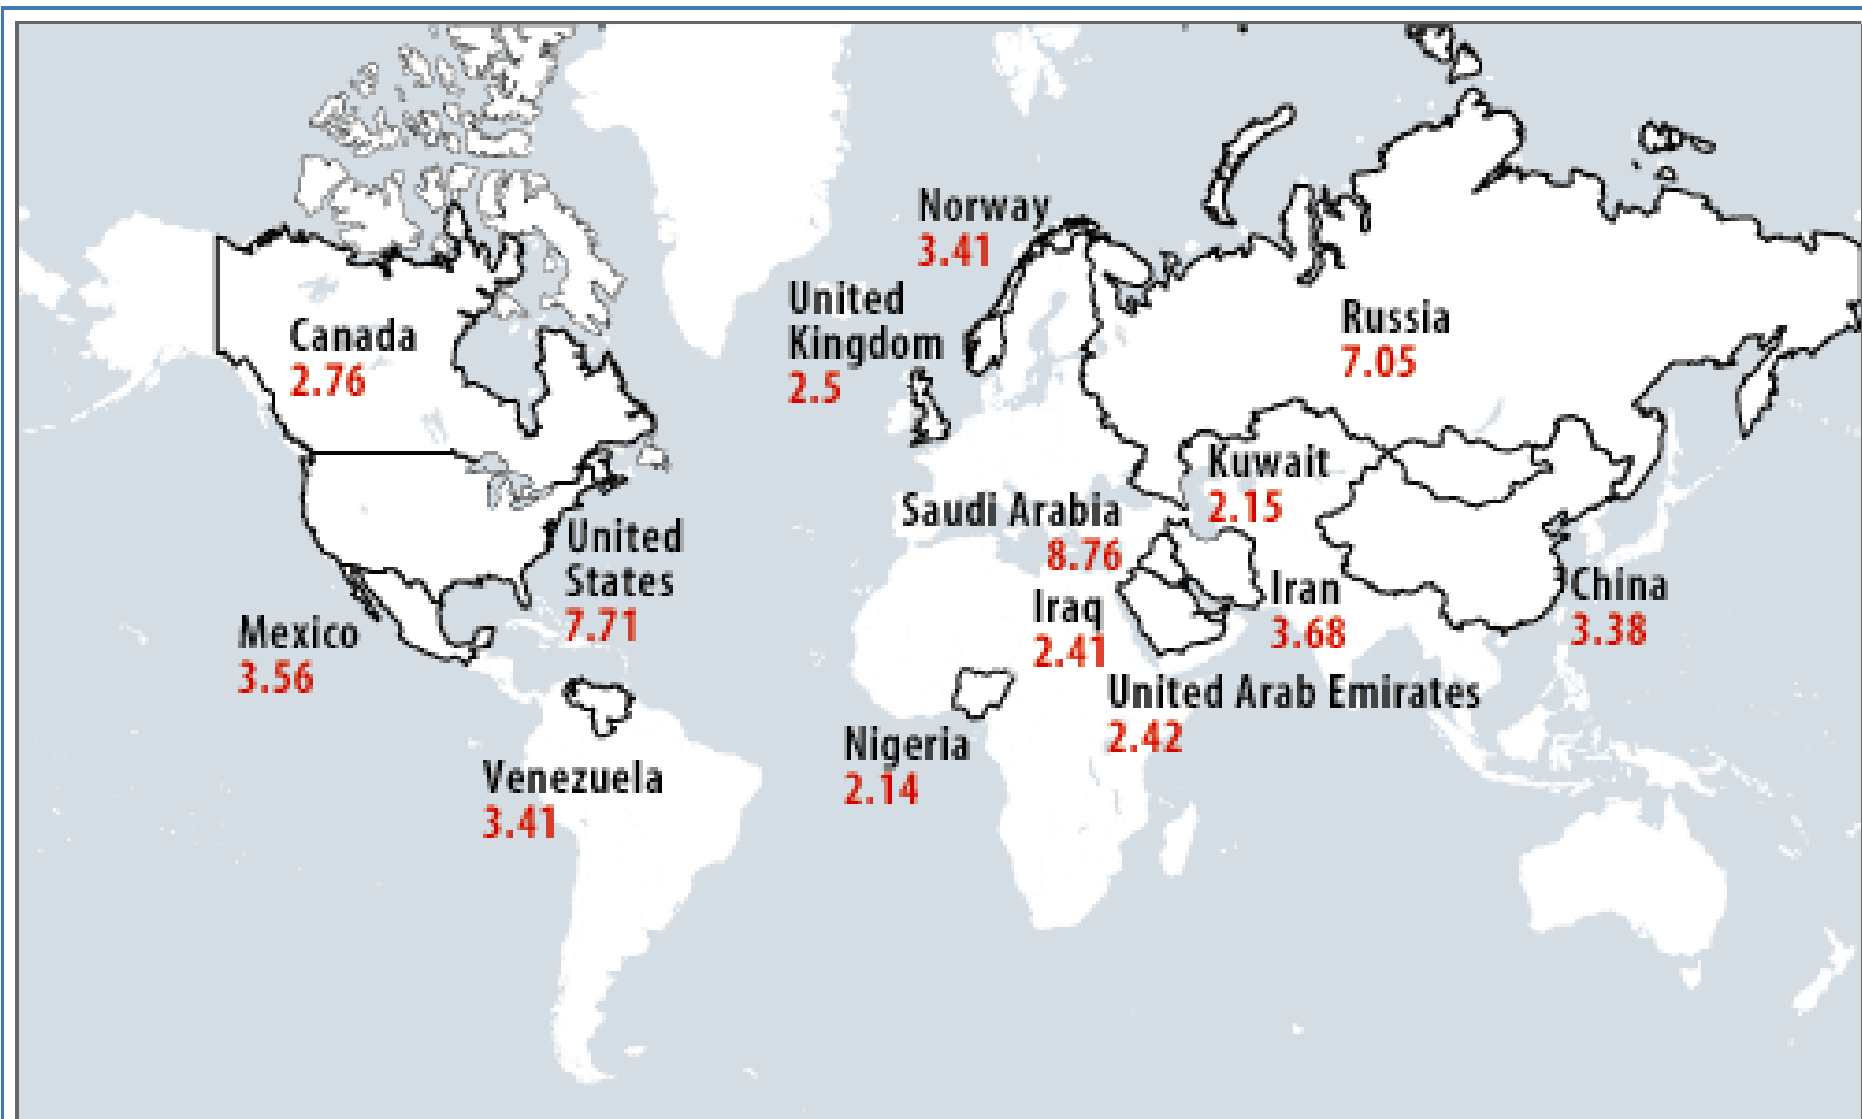 Norway
3.41
United
Kingdom
2.5
Russia
7.05
Canada
2.76
Kuwait
2.15
Saudi Arabia
8.76
United
States
7.71
Iraq
2.41
Iran
3.68
China
3.38
Mexico
3.56
United Arab Emirates
2.42
Nigeria
2.14
Venezuela
3.41